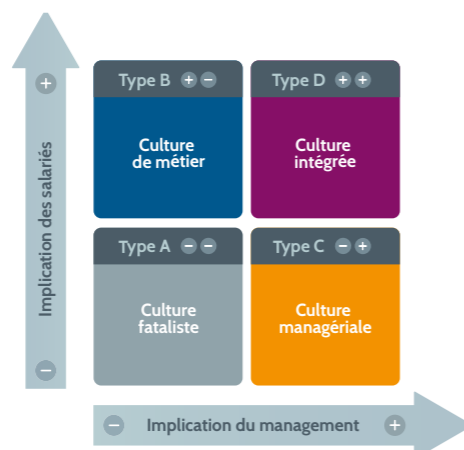 Type B + −
Culture
de métier
Type D + +
Culture
intégrée
Type A − −
Culture
fataliste
Type C − +
Culture
managériale
+
Implication des salariés
−
− Implication du management +